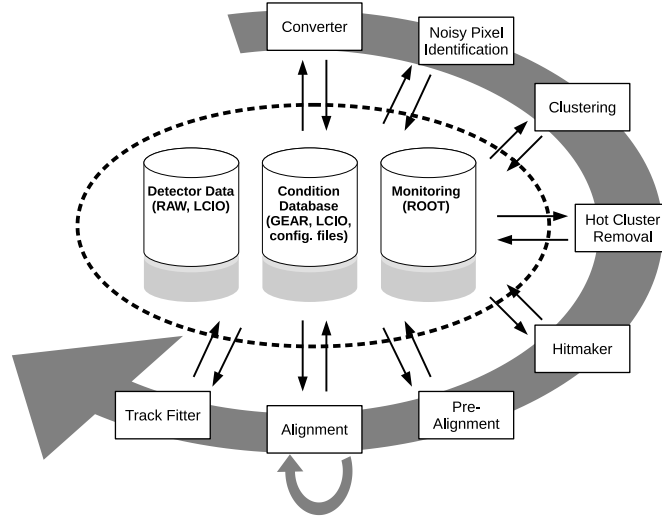 Converter
Noisy Pixel
Identification
Clustering
Detector Data
(RAW, LCIO)
Condition
Database
(GEAR, LCIO,
config. files)
Monitoring
(ROOT)
Hot Cluster
Removal
Hitmaker
Pre-
Alignment
Alignment
Track Fitter